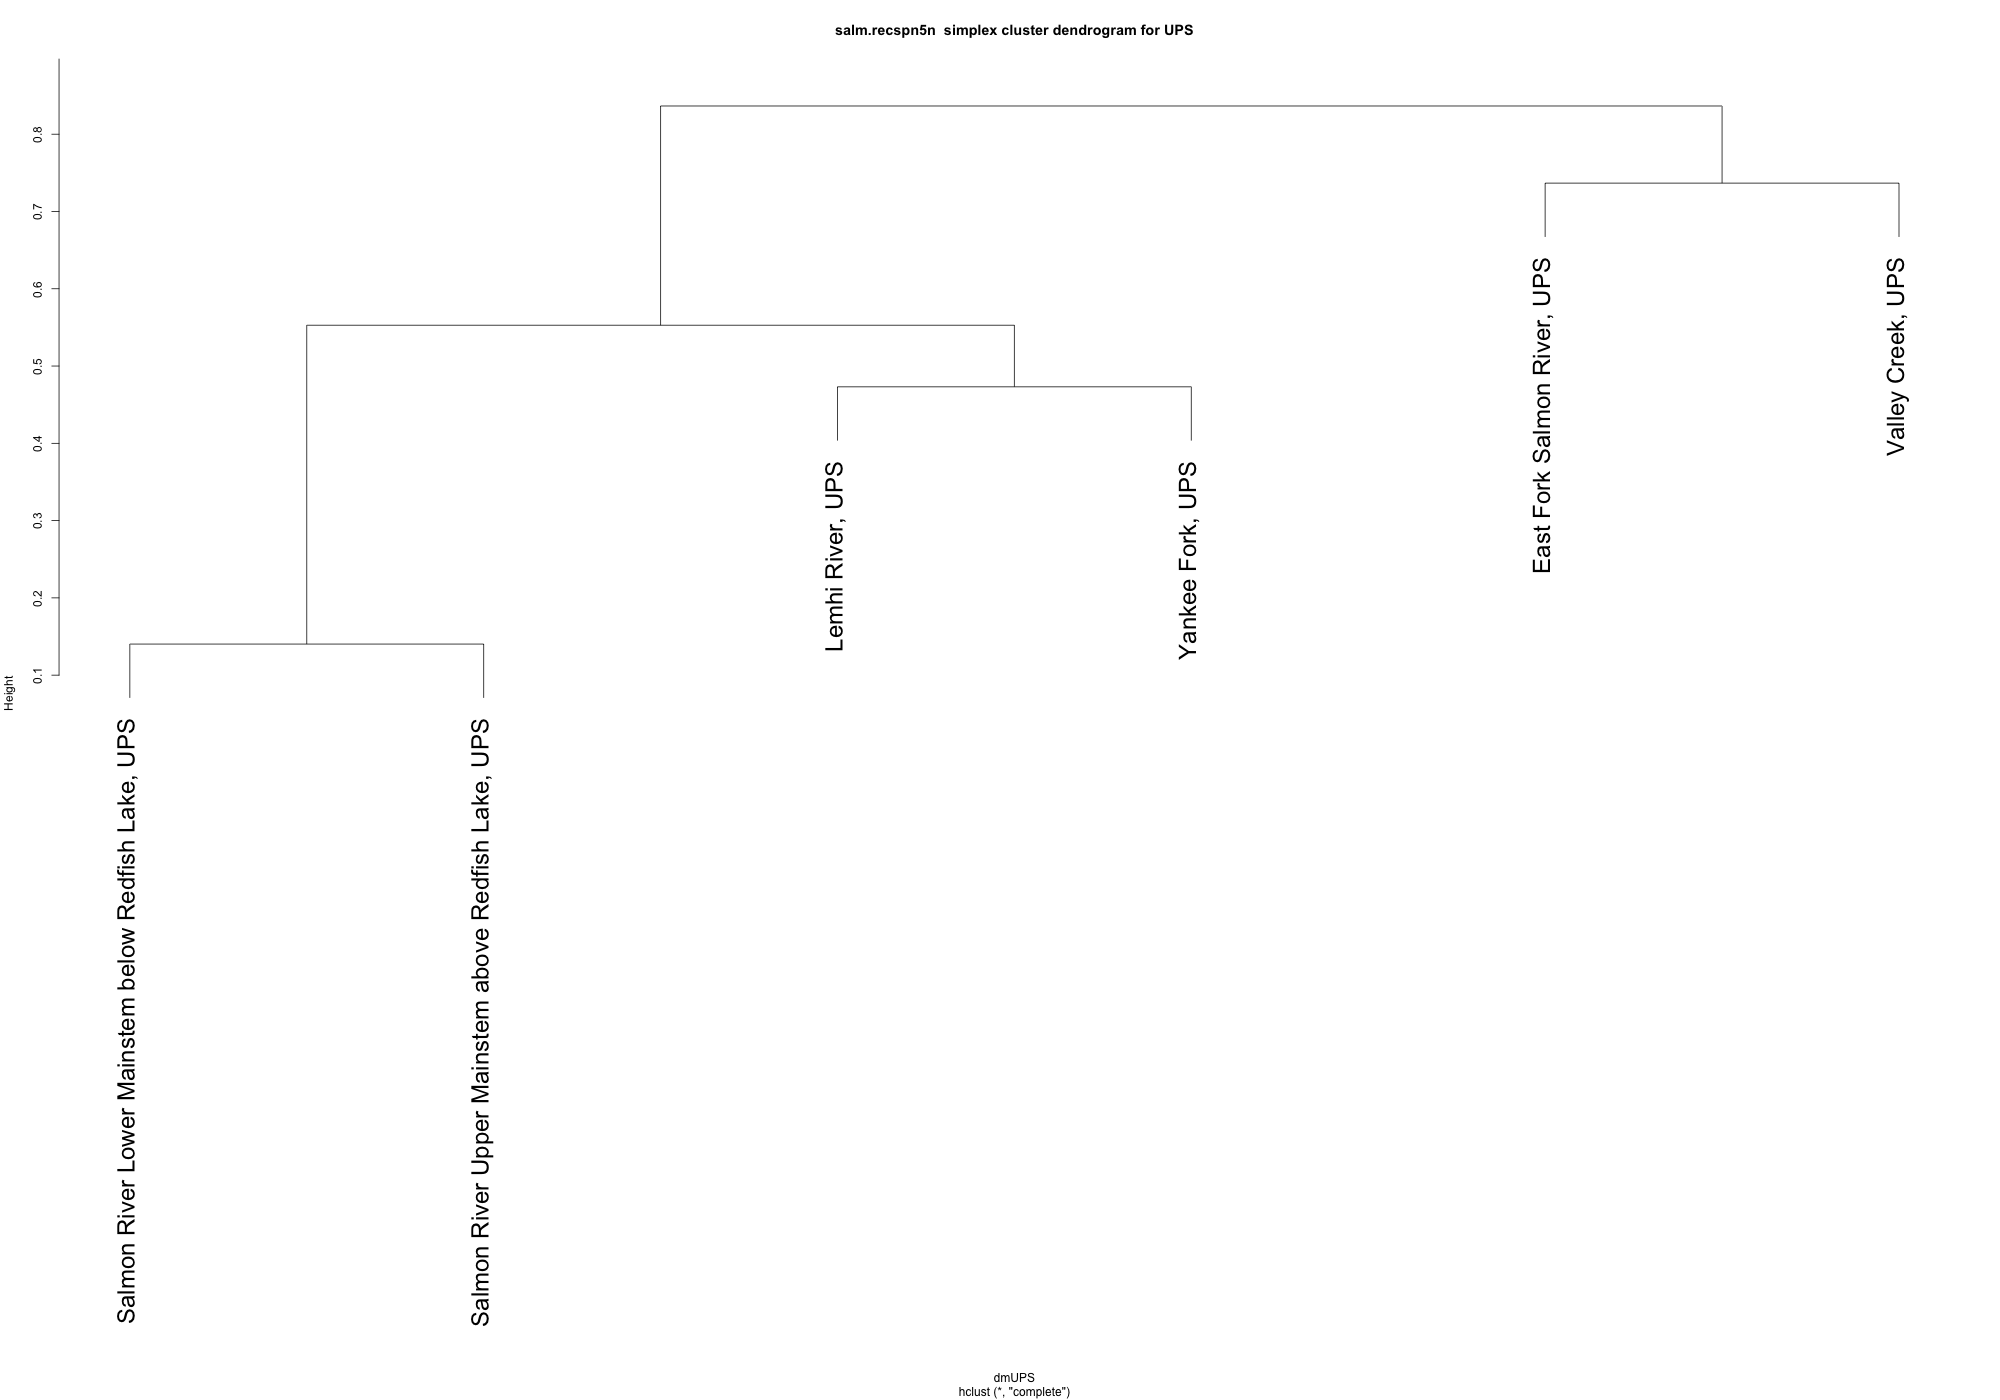 salm.recspn5n  simplex cluster dendrogram for UPS
0.8
0.7
0.6
0.5
0.4
0.3
0.2
0.1
Height
Salmon River Lower Mainstem below Redfish Lake, UPS
Salmon River Upper Mainstem above Redfish Lake, UPS
Lemhi River, UPS
Yankee Fork, UPS
East Fork Salmon River, UPS
Valley Creek, UPS
dmUPS
hclust (*, "complete")